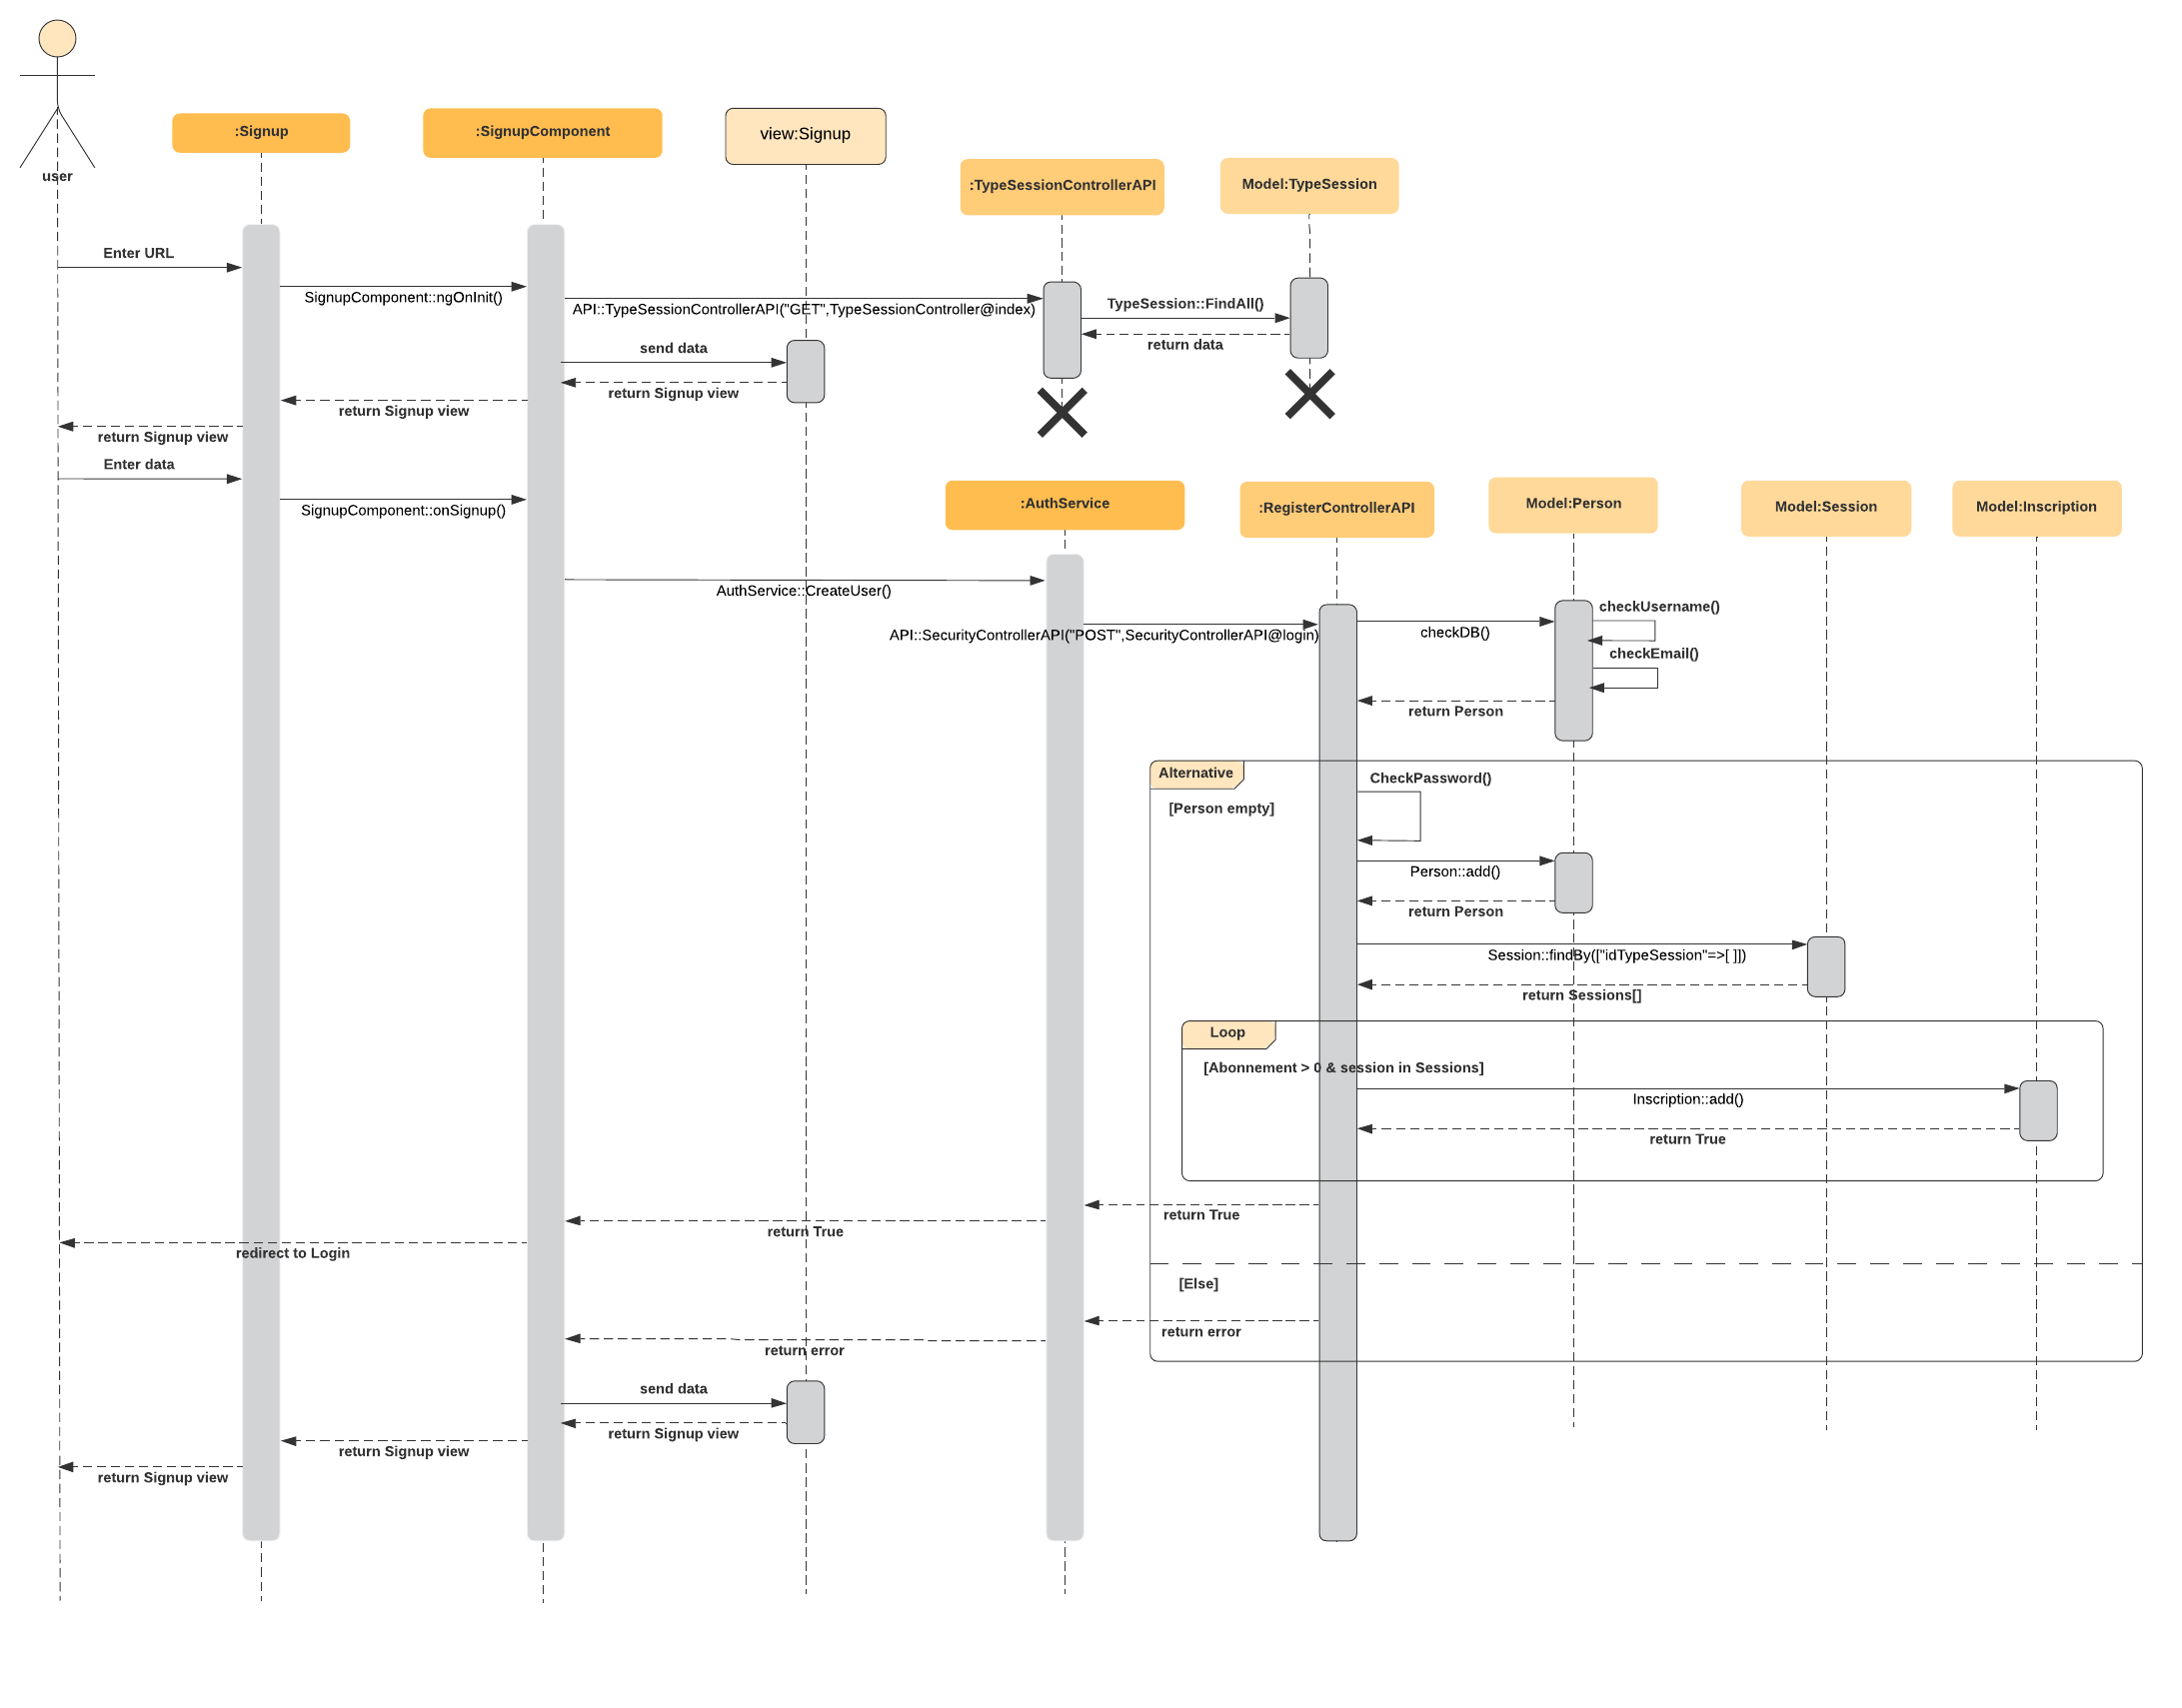 user
:Signup
:SignupComponent
view:Signup
:TypeSessionControllerAPI
Model:TypeSession
Enter URL
SignupComponent::ngOnInit()
API::TypeSessionControllerAPI("GET",TypeSessionController@index)
TypeSession::FindAll()
return data
send data
return Signup view
return Signup view
return Signup view
Enter data
SignupComponent::onSignup()
:AuthService
:RegisterControllerAPI
Model:Person
Model:Session
Model:Inscription
AuthService::CreateUser()
API::SecurityControllerAPI("POST",SecurityControllerAPI@login)
checkDB()
checkUsername()
checkEmail()
return Person
Alternative
[Person empty]
CheckPassword()
Person::add()
return Person
Session::findBy(["idTypeSession"=>[ ]])
return Sessions[]
Loop
[Abonnement > 0 & session in Sessions]
Inscription::add()
return True
return True
return True
redirect to Login
[Else]
return error
return error
send data
return Signup view
return Signup view
return Signup view